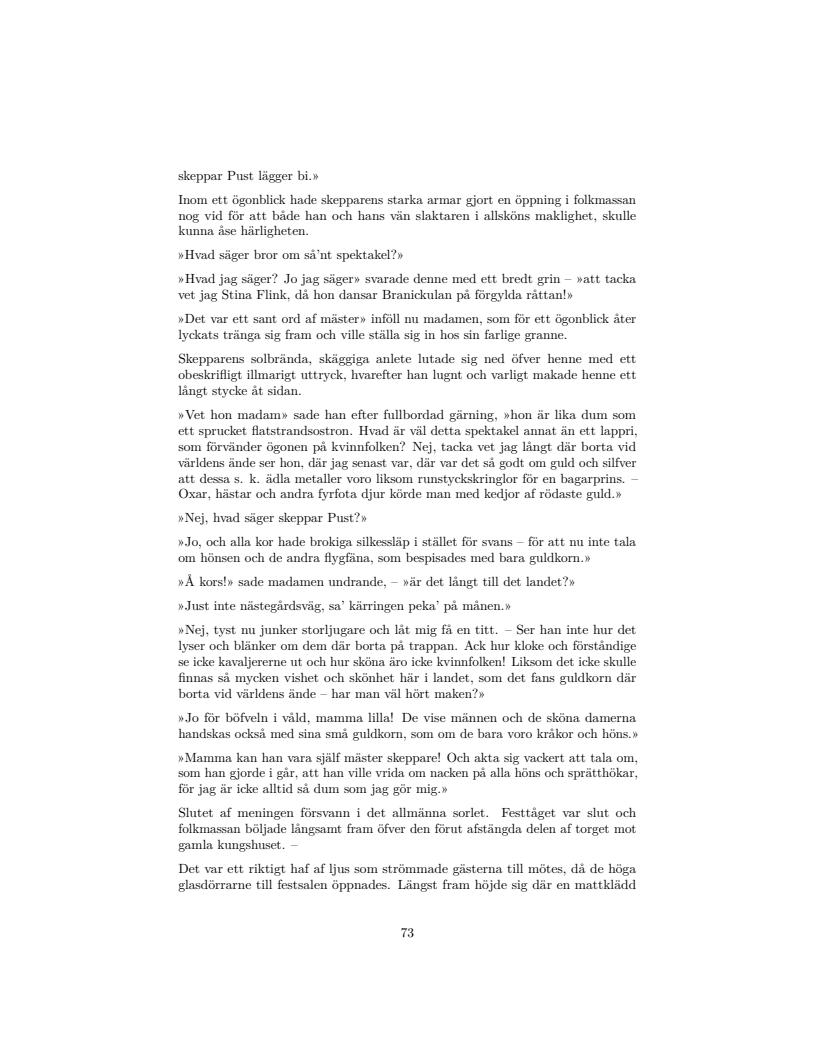 skeppar Pust lägger bi.»
Inom ett ögonblick hade skepparens starka armar gjort en öppning i folkmassan
nog vid för att både han och hans vän slaktaren i allsköns maklighet, skulle
kunna åse härligheten.
»Hvad säger bror om så'nt spektakel?»
»Hvad jag säger? Jo jag säger» svarade denne med ett bredt grin – »att tacka
vet jag Stina Flink, då hon dansar Branickulan på förgylda råttan!»
»Det var ett sant ord af mäster» inföll nu madamen, som för ett ögonblick åter
lyckats tränga sig fram och ville ställa sig in hos sin farlige granne.
Skepparens solbrända, skäggiga anlete lutade sig ned öfver henne med ett
obeskrifligt illmarigt uttryck, hvarefter han lugnt och varligt makade henne ett
långt stycke åt sidan.
»Vet hon madam» sade han efter fullbordad gärning, »hon är lika dum som
ett sprucket flatstrandsostron. Hvad är väl detta spektakel annat än ett lappri,
som förvänder ögonen på kvinnfolken? Nej, tacka vet jag långt där borta vid
världens ände ser hon, där jag senast var, där var det så godt om guld och silfver
att dessa s. k. ädla metaller voro liksom runstyckskringlor för en bagarprins. –
Oxar, hästar och andra fyrfota djur körde man med kedjor af rödaste guld.»
»Nej, hvad säger skeppar Pust?»
»Jo, och alla kor hade brokiga silkessläp i stället för svans – för att nu inte tala
om hönsen och de andra flygfäna, som bespisades med bara guldkorn.»
»Å kors!» sade madamen undrande, – »är det långt till det landet?»
»Just inte nästegårdsväg, sa' kärringen peka' på månen.»
»Nej, tyst nu junker storljugare och låt mig få en titt. – Ser han inte hur det
lyser och blänker om dem där borta på trappan. Ack hur kloke och förståndige
se icke kavaljererne ut och hur sköna äro icke kvinnfolken! Liksom det icke skulle
finnas så mycken vishet och skönhet här i landet, som det fans guldkorn där
borta vid världens ände – har man väl hört maken?»
»Jo för böfveln i våld, mamma lilla! De vise männen och de sköna damerna
handskas också med sina små guldkorn, som om de bara voro kråkor och höns.»
»Mamma kan han vara själf mäster skeppare! Och akta sig vackert att tala om,
som han gjorde i går, att han ville vrida om nacken på alla höns och sprätthökar,
för jag är icke alltid så dum som jag gör mig.»
Slutet af meningen försvann i det allmänna sorlet. Festtåget var slut och
folkmassan böljade långsamt fram öfver den förut afstängda delen af torget mot
gamla kungshuset. –
Det var ett riktigt haf af ljus som strömmade gästerna till mötes, då de höga
glasdörrarne till festsalen öppnades. Längst fram höjde sig där en mattklädd
73